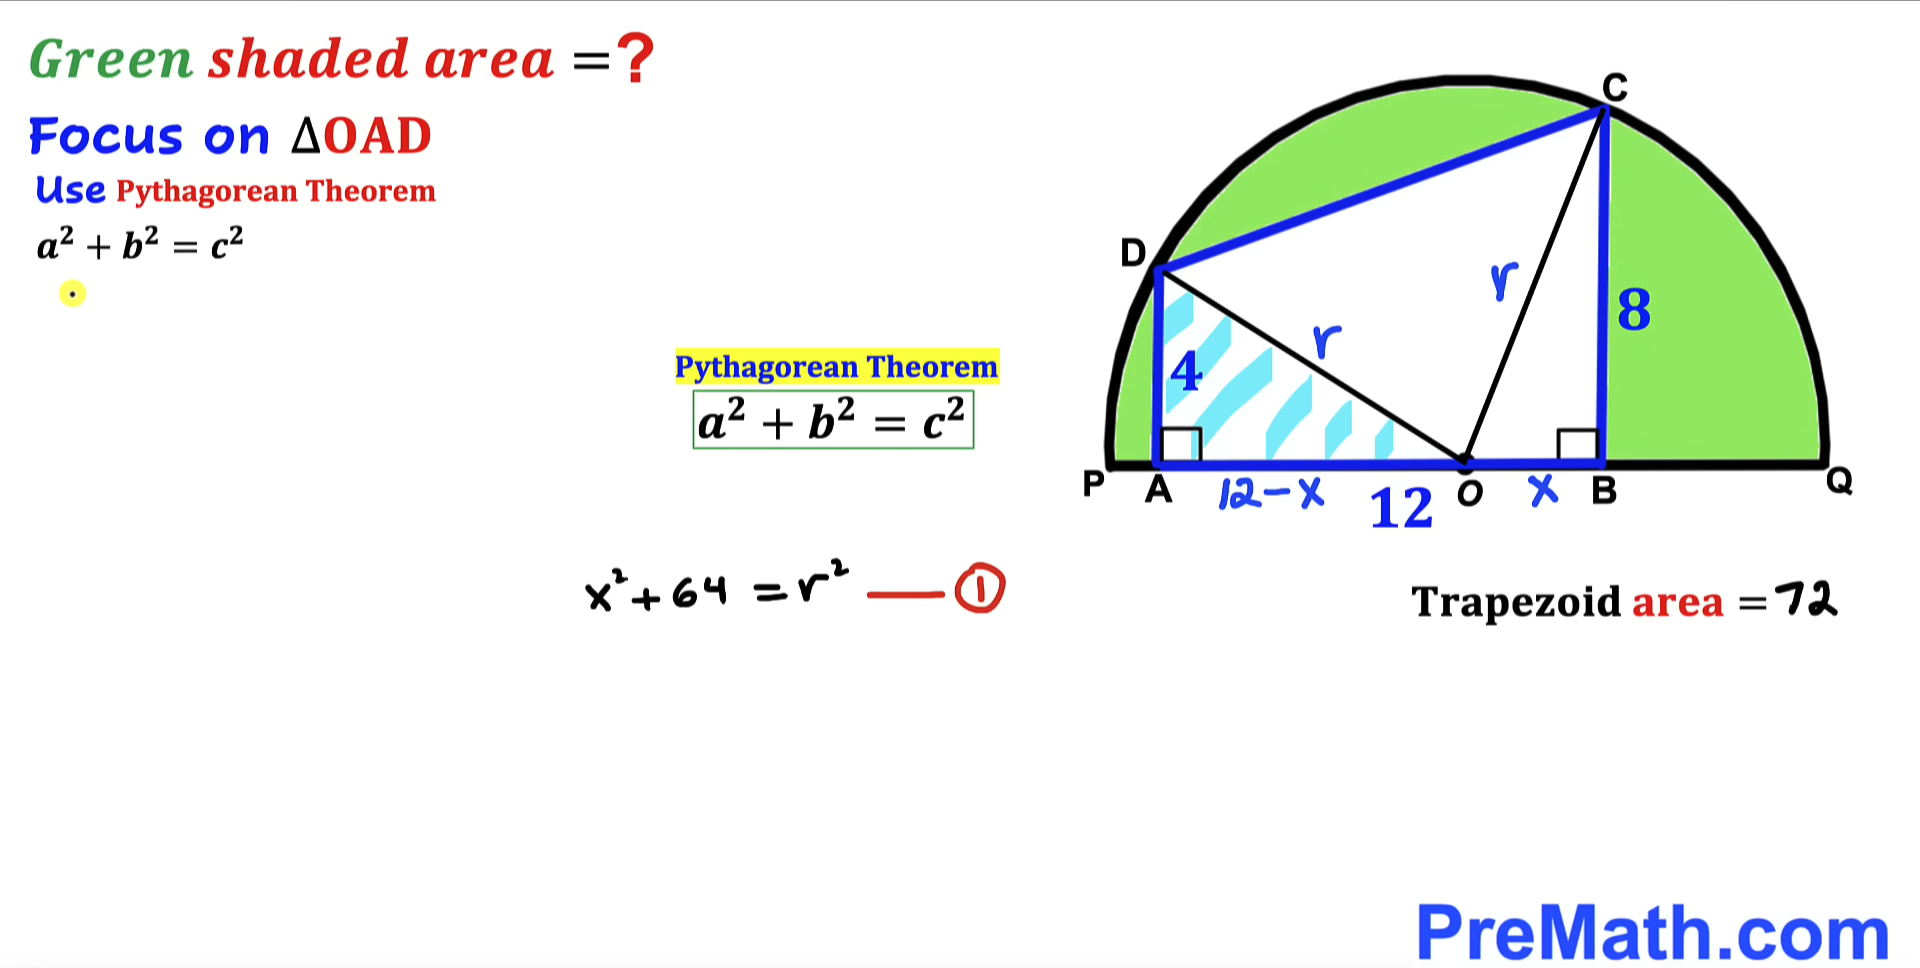 Green shaded area =?
Focus on ΔOAD
Use Pythagorean Theorem
a² + b² = c²
Pythagorean Theorem
a² + b² = c²
x² + 64 = r² — ①
C
D
r
8
r
4
P A 12-x 12 O x B Q
Trapezoid area = 72
PreMath.com